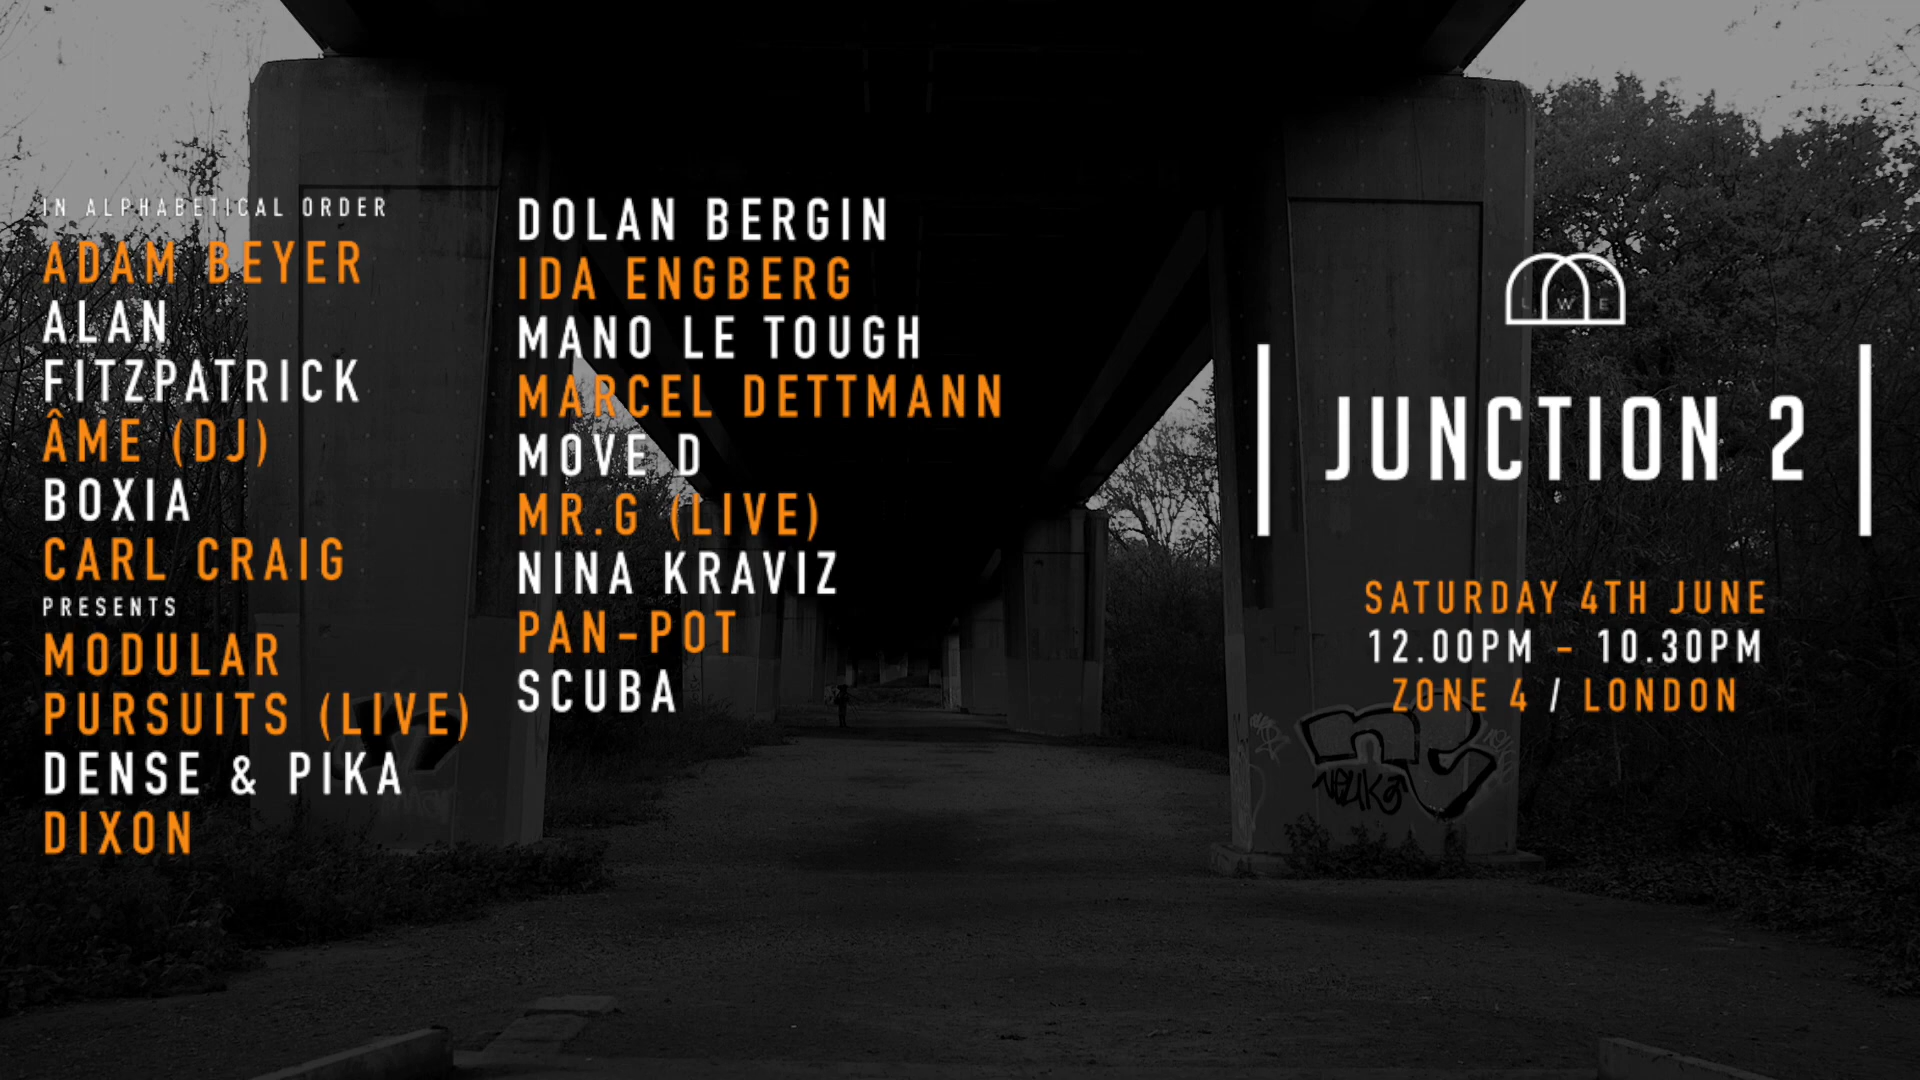 IN ALPHABETICAL ORDER
ADAM BEYER
ALAN
FITZPATRICK
ÂME (DJ)
BOXIA
CARL CRAIG
PRESENTS
MODULAR
PURSUITS (LIVE)
DENSE & PIKA
DIXON
DOLAN BERGIN
IDA ENGBERG
MANO LE TOUGH
MARCEL DETTMANN
MOVE D
MR.G (LIVE)
NINA KRAVIZ
PAN-POT
SCUBA
L W E
JUNCTION 2
SATURDAY 4TH JUNE
12.00PM - 10.30PM
ZONE 4 / LONDON